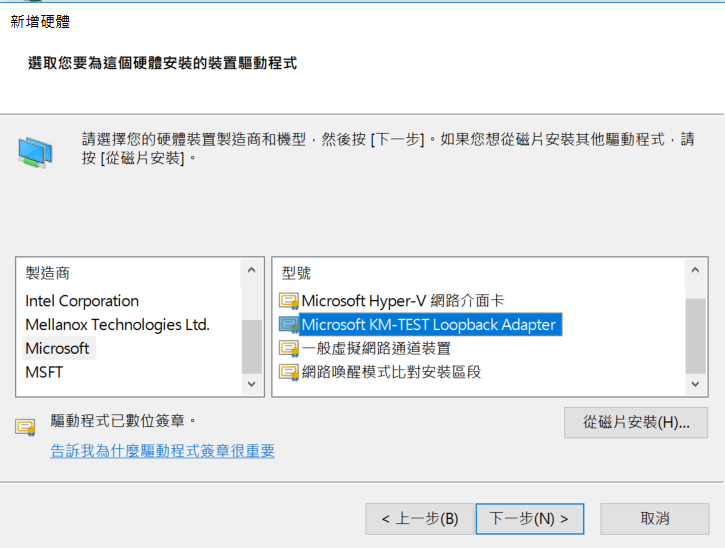 新增硬體
選取您要為這個硬體安裝的裝置驅動程式
請選擇您的硬體裝置製造商和機型，然後按 [下一步]。如果您想從磁片安裝其他驅動程式，請
按 [從磁片安裝]。
製造商
Intel Corporation
Mellanox Technologies Ltd.
Microsoft
MSFT
型號
Microsoft Hyper-V 網路介面卡
Microsoft KM-TEST Loopback Adapter
一般虛擬網路通道裝置
網路喚醒模式比對安裝區段
驅動程式已數位簽章。
告訴我為什麼驅動程式簽章很重要
從磁片安裝(H)...
< 上一步(B)
下一步(N) >
取消